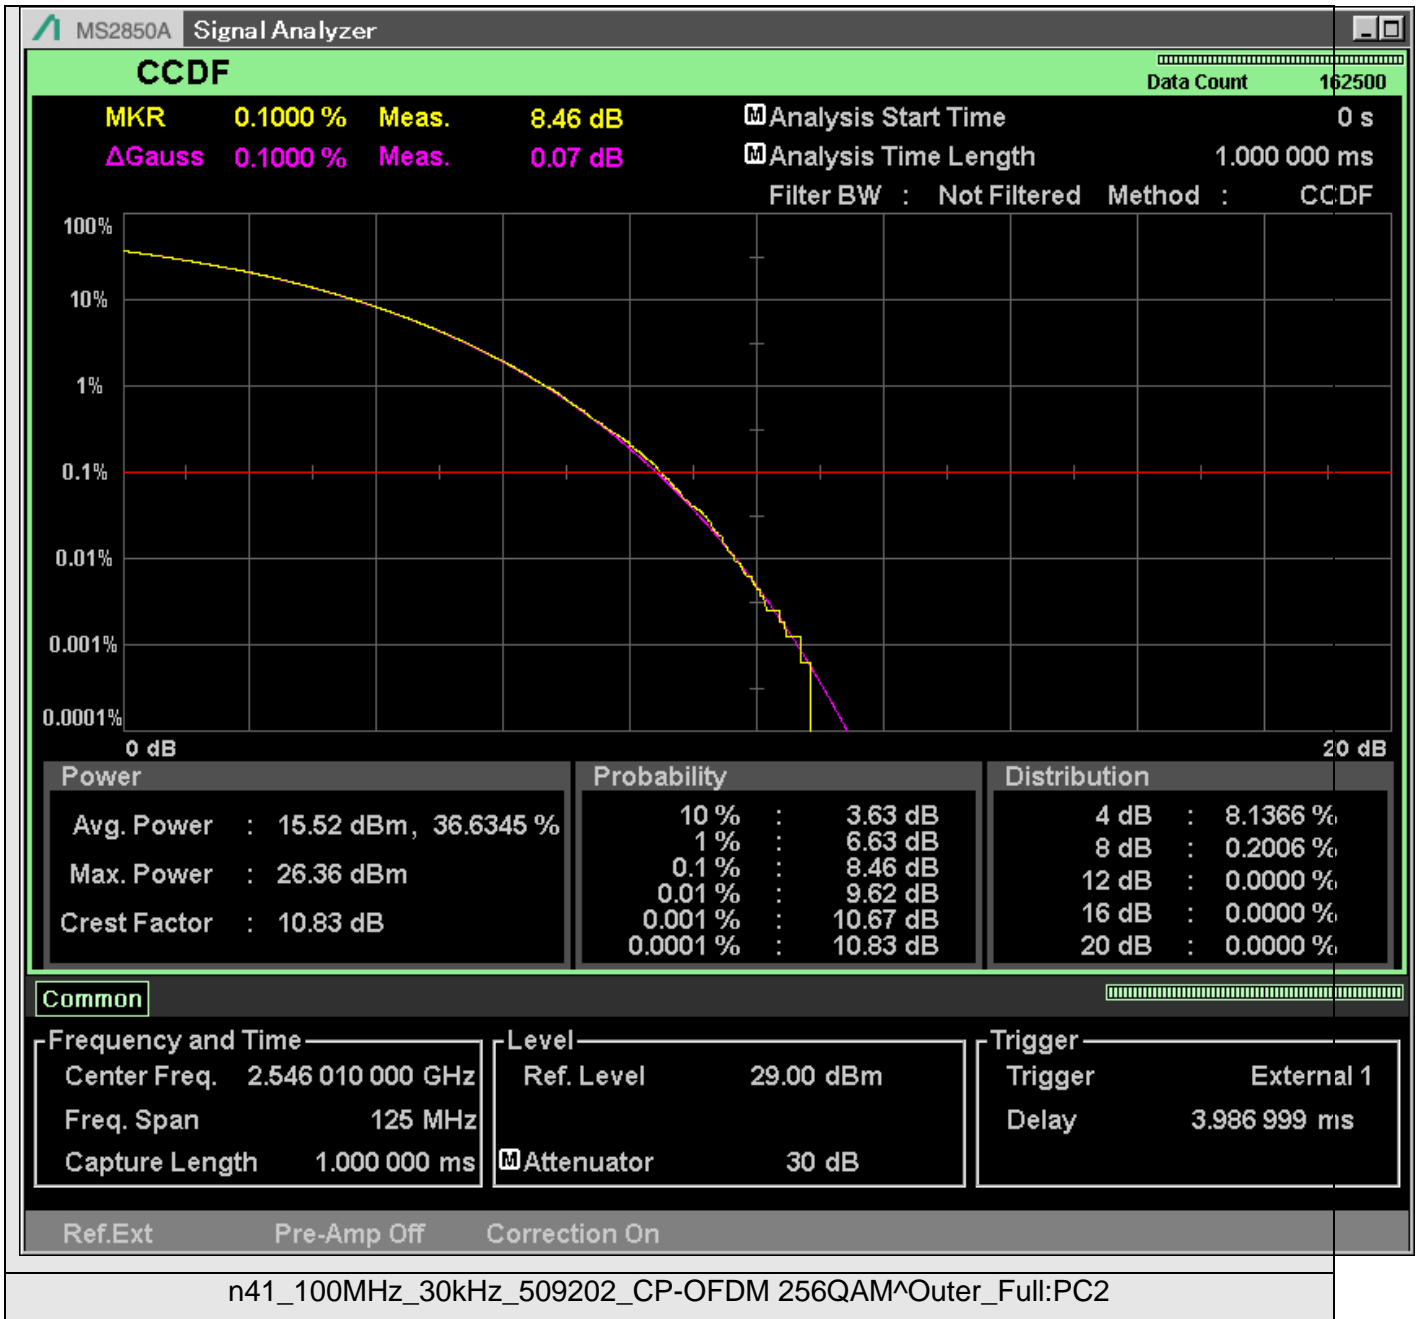 MS2850A Signal Analyzer
CCDF
Data Count 162500
MKR 0.1000 % Meas. 8.46 dB
ΔGauss 0.1000 % Meas. 0.07 dB
M Analysis Start Time 0 s
M Analysis Time Length 1.000 000 ms
Filter BW : Not Filtered Method : CCDF
100%
10%
1%
0.1%
0.01%
0.001%
0.0001%
0 dB 20 dB
Power
Avg. Power : 15.52 dBm, 36.6345 %
Max. Power : 26.36 dBm
Crest Factor : 10.83 dB
Probability
10 % : 3.63 dB
1 % : 6.63 dB
0.1 % : 8.46 dB
0.01 % : 9.62 dB
0.001 % : 10.67 dB
0.0001 % : 10.83 dB
Distribution
4 dB : 8.1366 %
8 dB : 0.2006 %
12 dB : 0.0000 %
16 dB : 0.0000 %
20 dB : 0.0000 %
Common
Frequency and Time
Center Freq. 2.546 010 000 GHz
Freq. Span 125 MHz
Capture Length 1.000 000 ms
Level
Ref. Level 29.00 dBm
M Attenuator 30 dB
Trigger
Trigger External 1
Delay 3.986 999 ms
Ref.Ext Pre-Amp Off Correction On
n41_100MHz_30kHz_509202_CP-OFDM 256QAM^Outer_Full:PC2